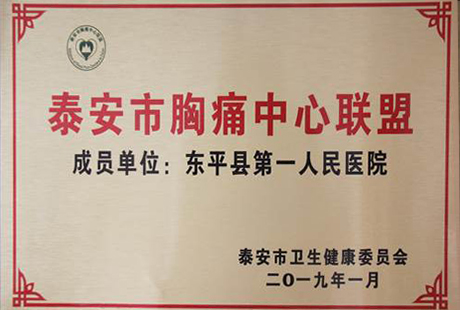 泰安市胸痛中心联盟
成员单位：东平县第一人民医院
泰安市卫生健康委员会
二O一九年一月